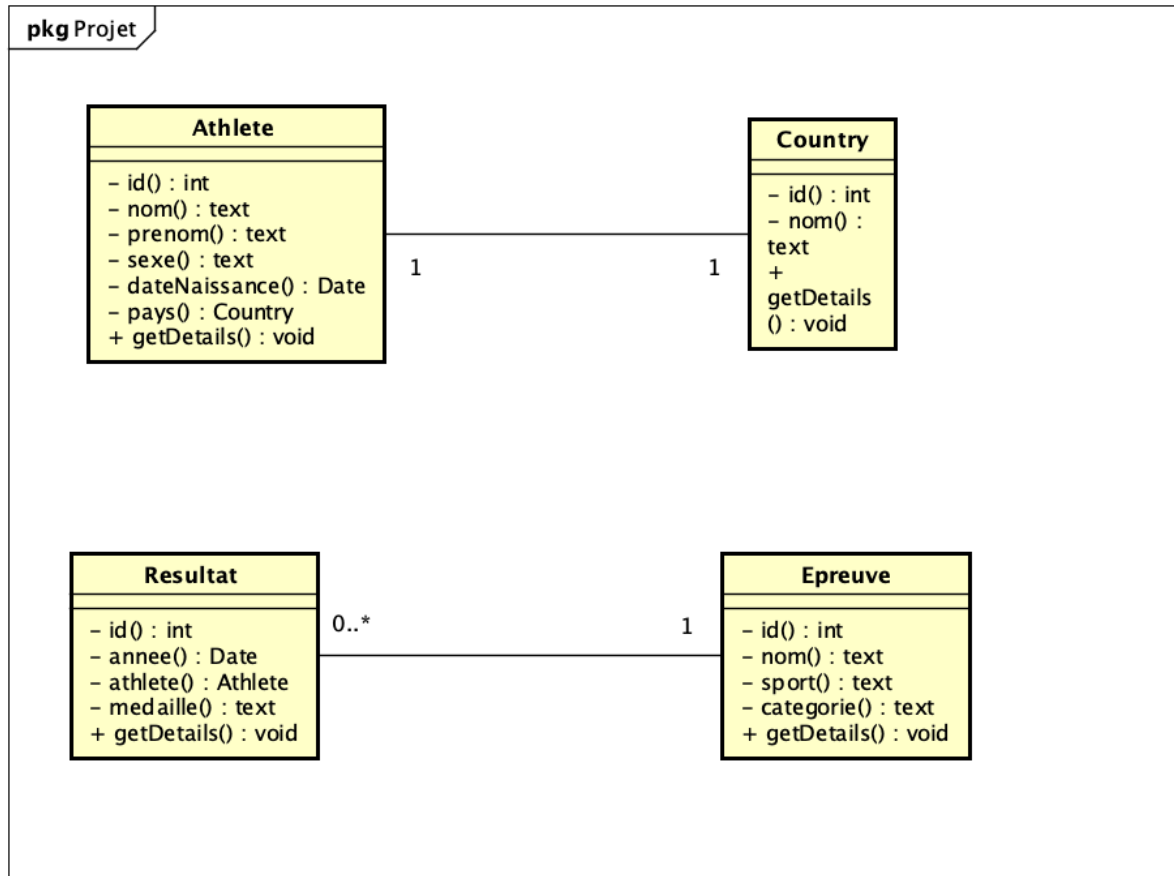 pkg Projet
Athlete
– id() : int
– nom() : text
– prenom() : text
– sexe() : text
– dateNaissance() : Date
– pays() : Country
+ getDetails() : void
1
1
Country
– id() : int
– nom() :
text
+
getDetails
() : void
Resultat
– id() : int
– annee() : Date
– athlete() : Athlete
– medaille() : text
+ getDetails() : void
0..*
1
Epreuve
– id() : int
– nom() : text
– sport() : text
– categorie() : text
+ getDetails() : void